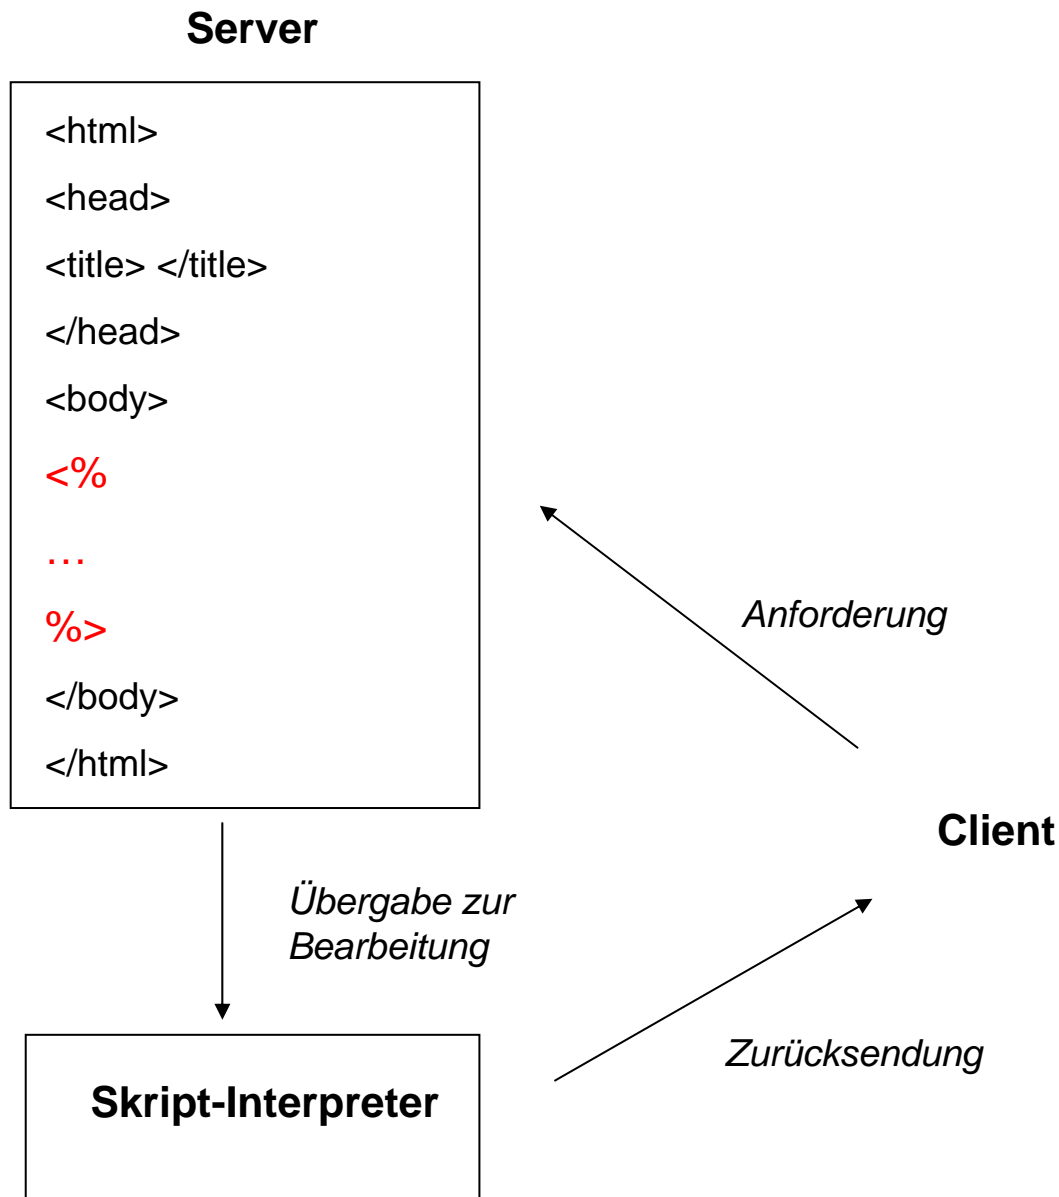 Server
<html>
<head>
<title> </title>
</head>
<body>
<%
…
%>
</body>
</html>
Anforderung
Client
Übergabe zur
Bearbeitung
Zurücksendung
Skript-Interpreter